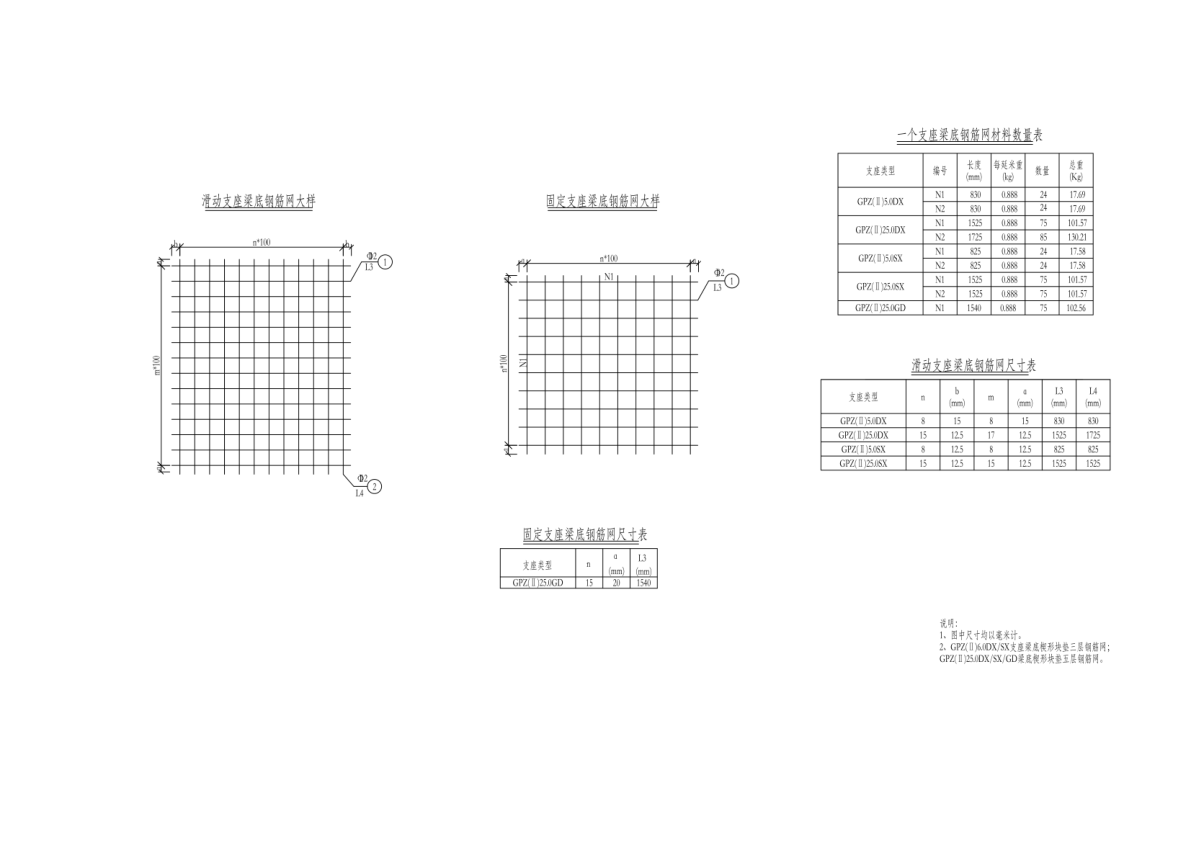 一个支座梁底钢筋网材料数量表
支座类型 编号 长度(mm) 每延米重(kg) 数量 总重(Kg)
GPZ(Ⅱ)5.0DX N1 830 0.888 24 17.69
N2 830 0.888 24 17.69
GPZ(Ⅱ)25.0DX N1 1525 0.888 75 101.57
N2 1725 0.888 85 130.21
GPZ(Ⅱ)5.0SX N1 825 0.888 24 17.58
N2 825 0.888 24 17.58
GPZ(Ⅱ)25.0SX N1 1525 0.888 75 101.57
N2 1525 0.888 75 101.57
GPZ(Ⅱ)25.0GD N1 1540 0.888 75 102.56
滑动支座梁底钢筋网大样
n*100
m*100
L3
1
L4
2
固定支座梁底钢筋网大样
n*100
N1
n*100
N1
L3
1
滑动支座梁底钢筋网尺寸表
支座类型 n b(mm) m a(mm) L3(mm) L4(mm)
GPZ(Ⅱ)5.0DX 8 15 8 15 830 830
GPZ(Ⅱ)25.0DX 15 12.5 17 12.5 1525 1725
GPZ(Ⅱ)5.0SX 8 12.5 8 12.5 825 825
GPZ(Ⅱ)25.0SX 15 12.5 15 12.5 1525 1525
固定支座梁底钢筋网尺寸表
支座类型 n a(mm) L3(mm)
GPZ(Ⅱ)25.0GD 15 20 1540
说明:
1、图中尺寸均以毫米计。
2、GPZ(Ⅱ)6.0DX/SX支座梁底楔形块垫三层钢筋网;
GPZ(Ⅱ)25.0DX/SX/GD梁底楔形块垫五层钢筋网。